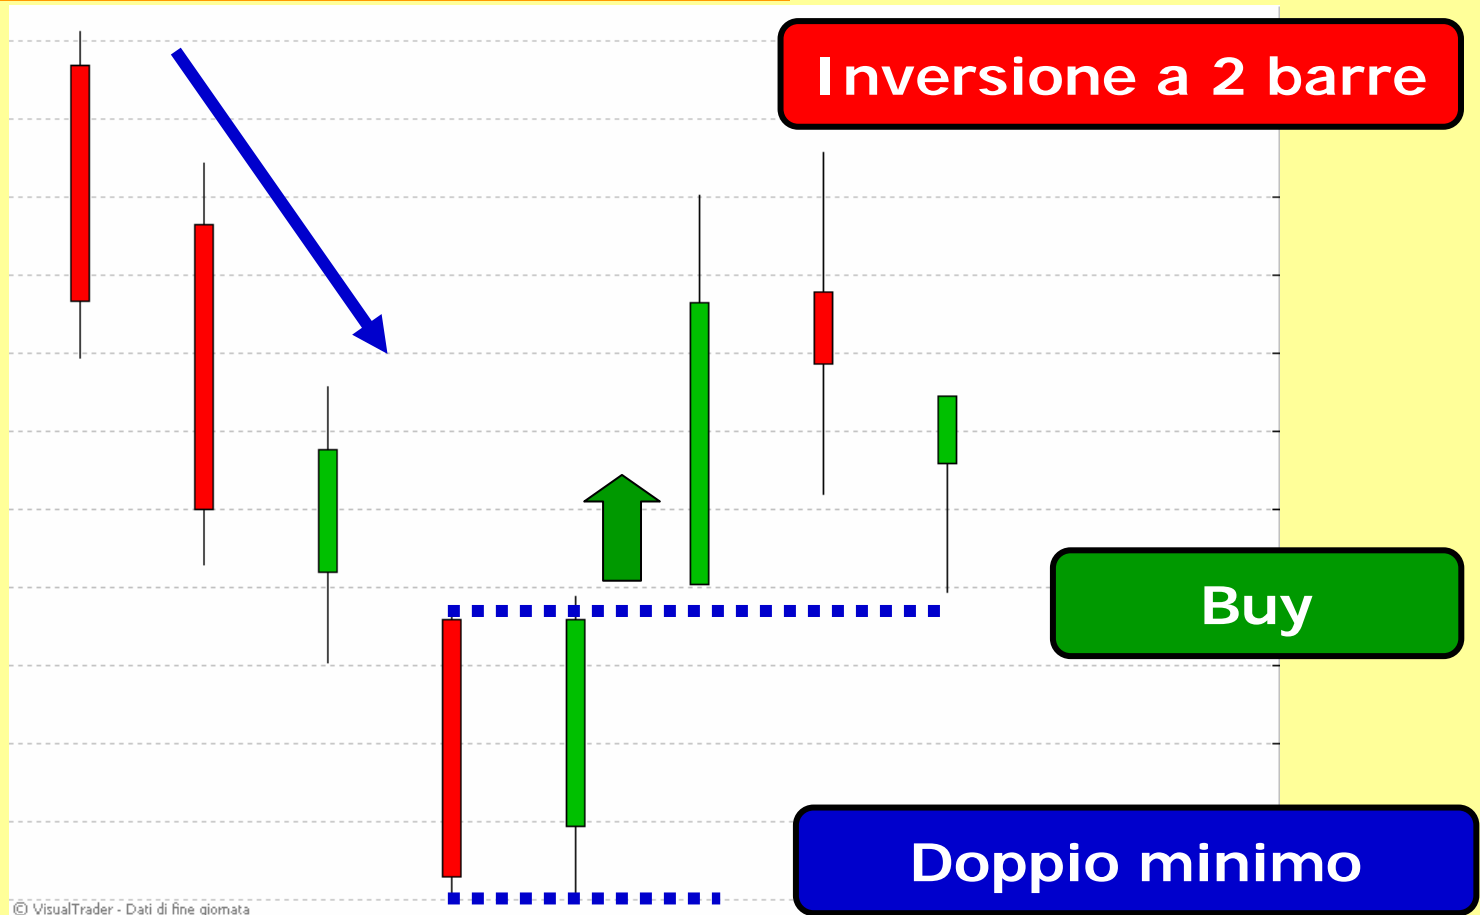 Inversione a 2 barre
Buy
Doppio minimo
© VisualTrader - Dati di fine giornata